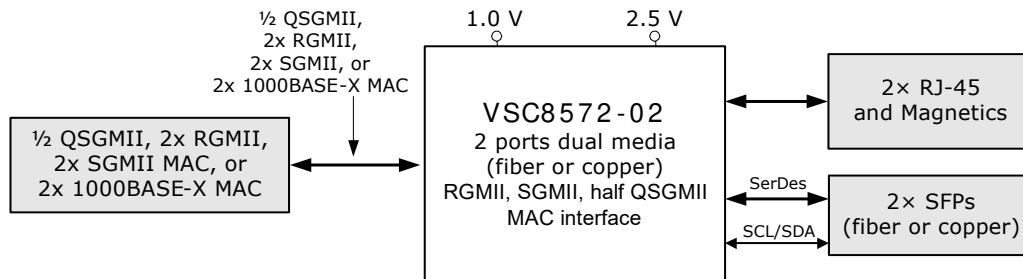 ½ QSGMII,
2x RGMII,
2x SGMII, or
2x 1000BASE-X MAC
1.0 V
2.5 V
½ QSGMII, 2x RGMII,
2x SGMII MAC, or
2x 1000BASE-X MAC
VSC8572-02
2 ports dual media
(fiber or copper)
RGMII, SGMII, half QSGMII
MAC interface
2× RJ-45
and Magnetics
SerDes
SCL/SDA
2× SFPs
(fiber or copper)